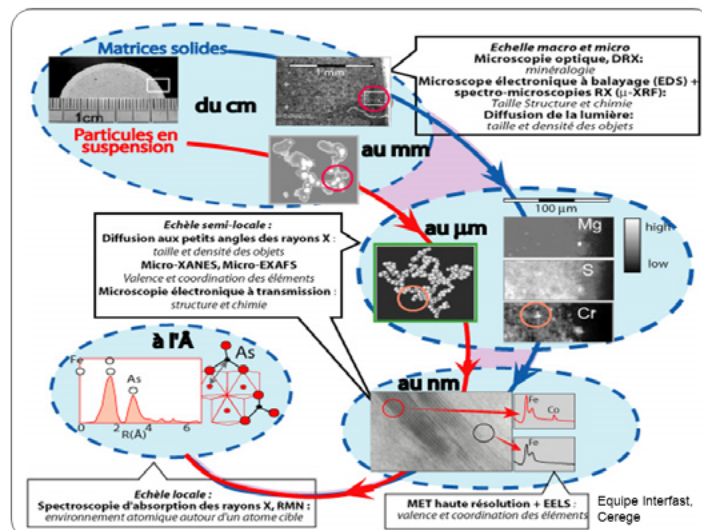 Matrices solides
1cm
du cm
1 mm
Particules en
suspension
au mm
Echelle macro et micro
Microscopie optique, DRX:
minéralogie
Microscope électronique à balayage (EDS) +
spectro-microscopies RX (µ-XRF):
Taille Structure et chimie
Diffusion de la lumière:
taille et densité des objets
100 µm
Mg
S
Cr
high
low
au µm
Echèle semi-locale :
Diffusion aux petits angles des rayons X :
taille et densité des objets
Micro-XANES, Micro-EXAFS
Valence et coordination des éléments
Microscopie électronique à transmission :
structure et chimie
à l'Å
Fe
O
As
As
0 2 4 6
R(Å)
au nm
Fe
Co
Fe
Echèle locale :
Spectroscopie d'absorption des rayons X, RMN :
environnement atomique autour d'un atome cible
MET haute résolution + EELS :
valence et coordination des éléments
Equipe Interfast,
Cerege